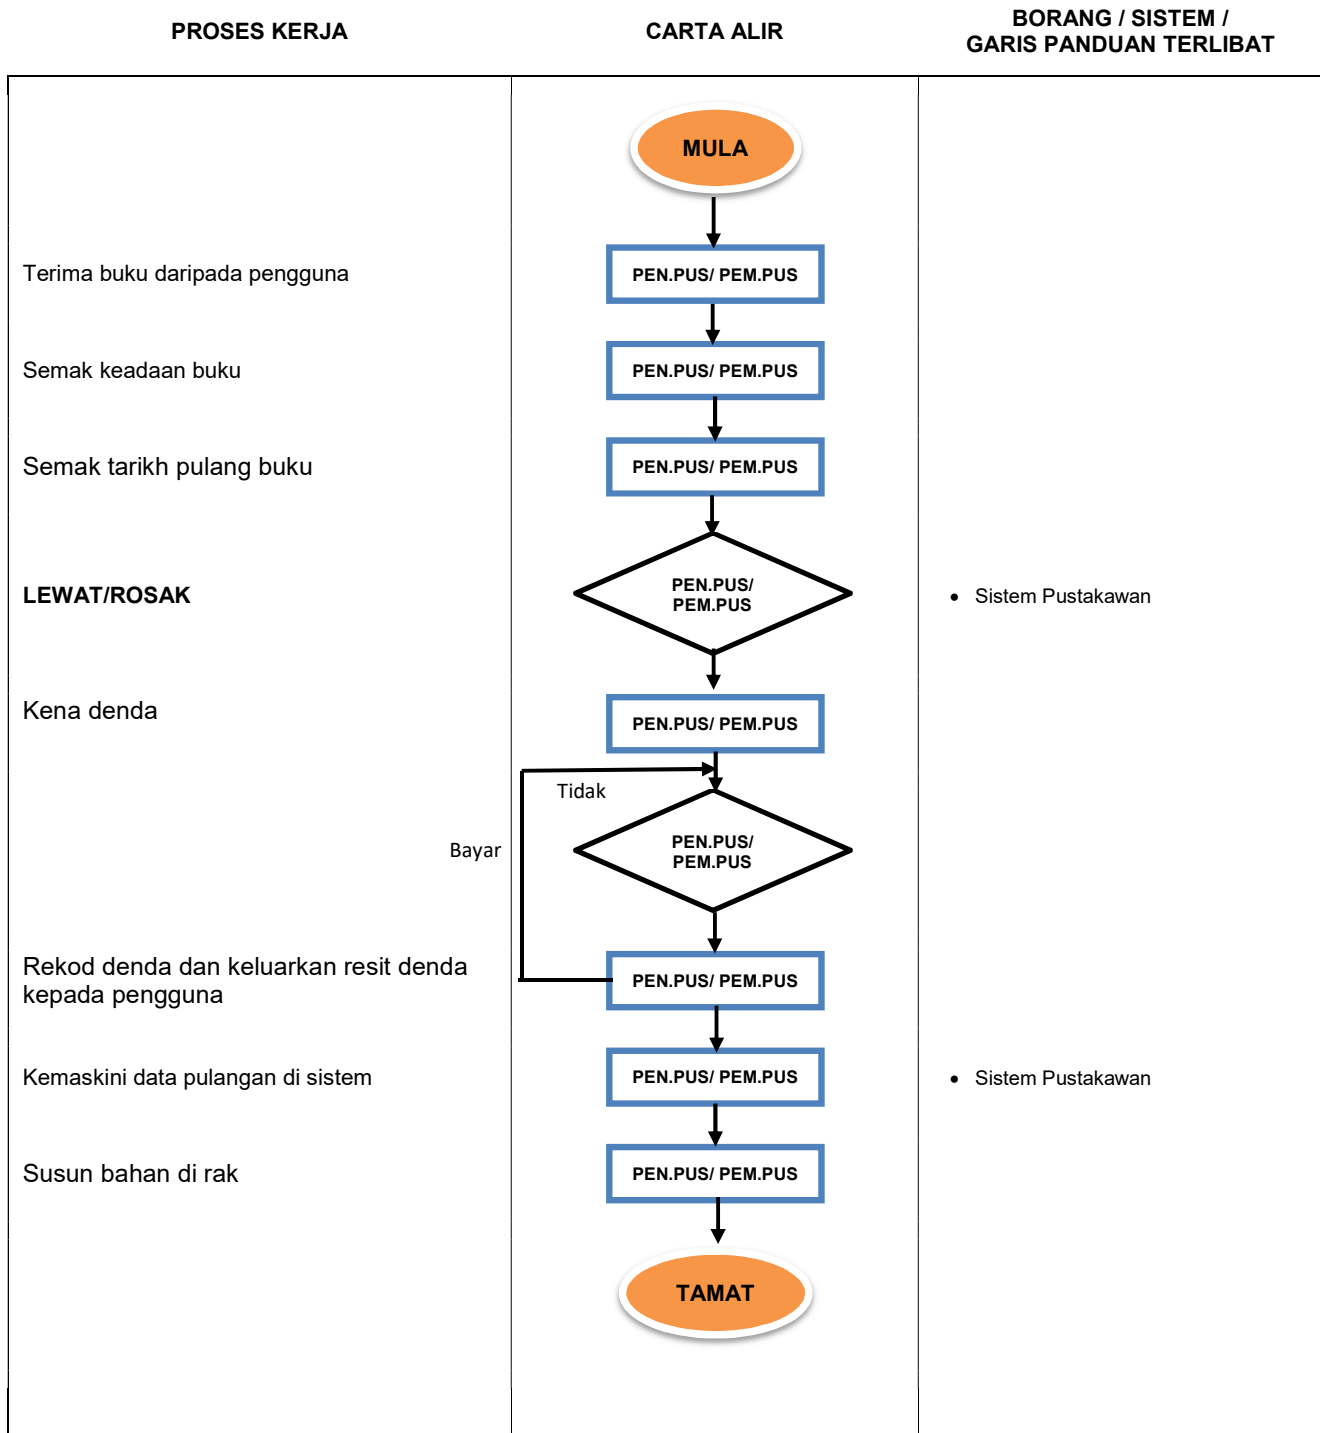 PROSES KERJA
CARTA ALIR
BORANG / SISTEM /
GARIS PANDUAN TERLIBAT
MULA
Terima buku daripada pengguna
PEN.PUS/ PEM.PUS
Semak keadaan buku
PEN.PUS/ PEM.PUS
Semak tarikh pulang buku
PEN.PUS/ PEM.PUS
LEWAT/ROSAK
PEN.PUS/
PEM.PUS
• Sistem Pustakawan
Kena denda
PEN.PUS/ PEM.PUS
Tidak
Bayar
PEN.PUS/
PEM.PUS
Rekod denda dan keluarkan resit denda
kepada pengguna
PEN.PUS/ PEM.PUS
Kemaskini data pulangan di sistem
PEN.PUS/ PEM.PUS
• Sistem Pustakawan
Susun bahan di rak
PEN.PUS/ PEM.PUS
TAMAT